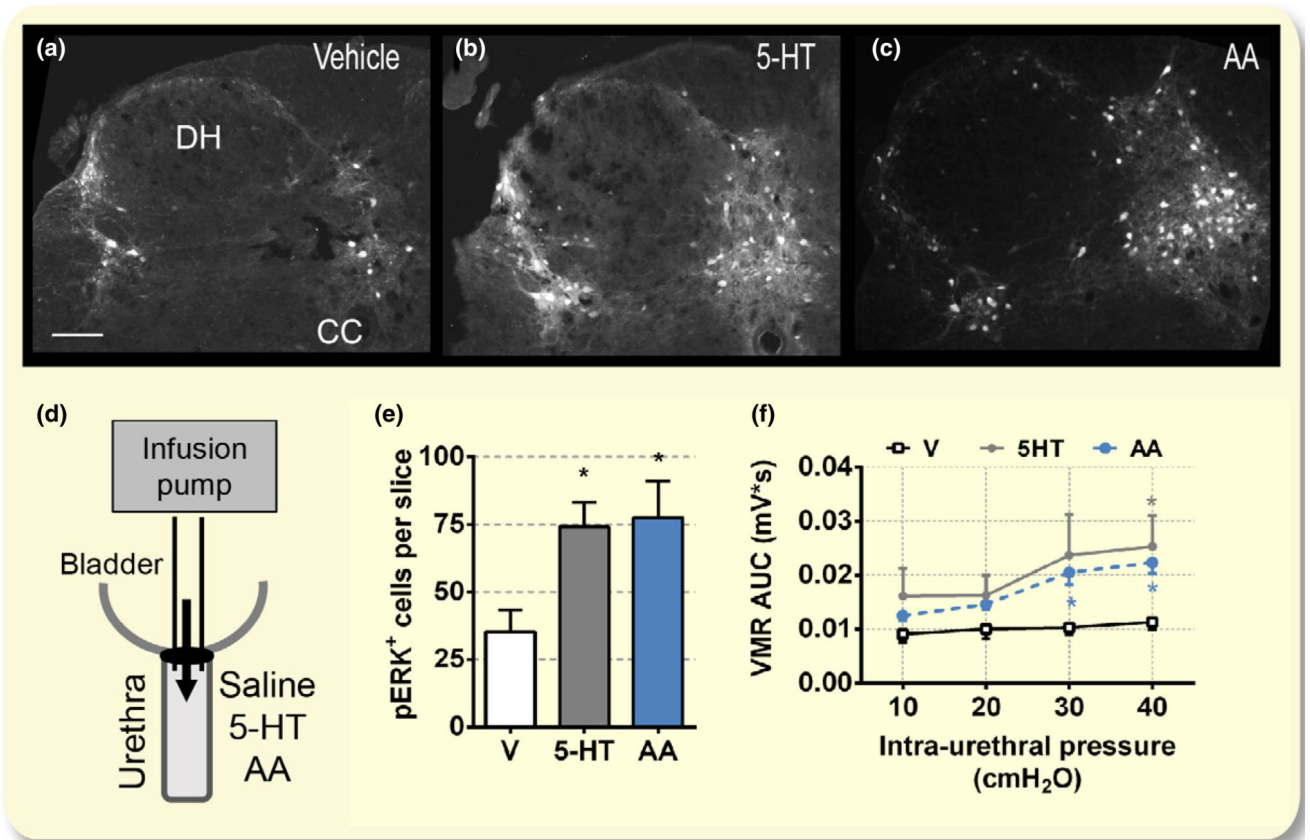 (a)
Vehicle
DH
CC
(b)
5-HT
(c)
AA
(d)
Infusion
pump
Bladder
Urethra
Saline
5-HT
AA
(e)
pERK⁺ cells per slice
100
75
50
25
0
*
*
V
5-HT
AA
(f)
V
5HT
AA
VMR AUC (mV*s)
0.04
0.03
0.02
0.01
0.00
*
*
*
10
20
30
40
Intra-urethral pressure
(cmH₂O)